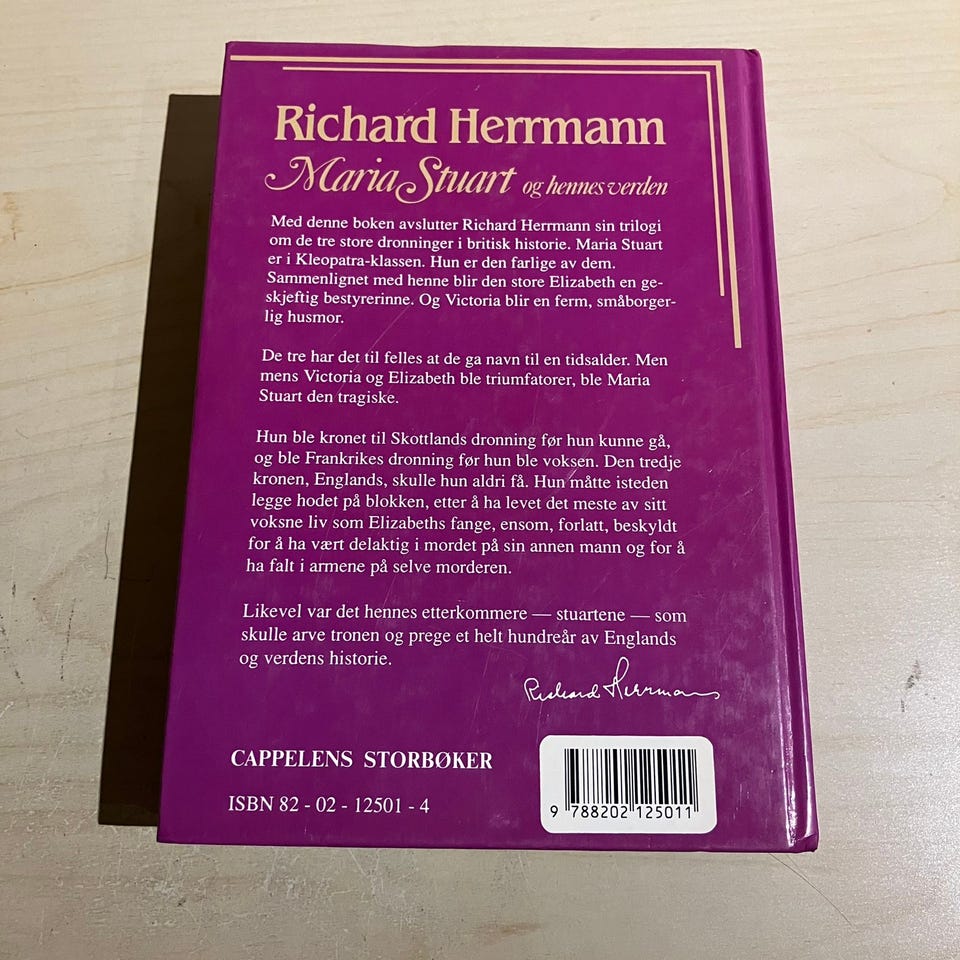 Richard Herrmann
Maria Stuart og hennes verden
Med denne boken avslutter Richard Herrmann sin trilogi
om de tre store dronninger i britisk historie. Maria Stuart
er i Kleopatra-klassen. Hun er den farlige av dem.
Sammenlignet med henne blir den store Elizabeth en ge-
skjeftig bestyrerinne. Og Victoria blir en ferm, småborger-
lig husmor.
De tre har det til felles at de ga navn til en tidsalder. Men
mens Victoria og Elizabeth ble triumfatorer, ble Maria
Stuart den tragiske.
Hun ble kronet til Skottlands dronning før hun kunne gå,
og ble Frankrikes dronning før hun ble voksen. Den tredje
kronen, Englands, skulle hun aldri få. Hun måtte isteden
legge hodet på blokken, etter å ha levet det meste av sitt
voksne liv som Elizabeths fange, ensom, forlatt, beskyldt
for å ha vært delaktig i mordet på sin annen mann og for å
ha falt i armene på selve morderen.
Likevel var det hennes etterkommere — stuartene — som
skulle arve tronen og prege et helt hundreår av Englands
og verdens historie.
Richard Herrmann
CAPPELENS STORBØKER
ISBN 82 - 02 - 12501 - 4
9 788202 125011